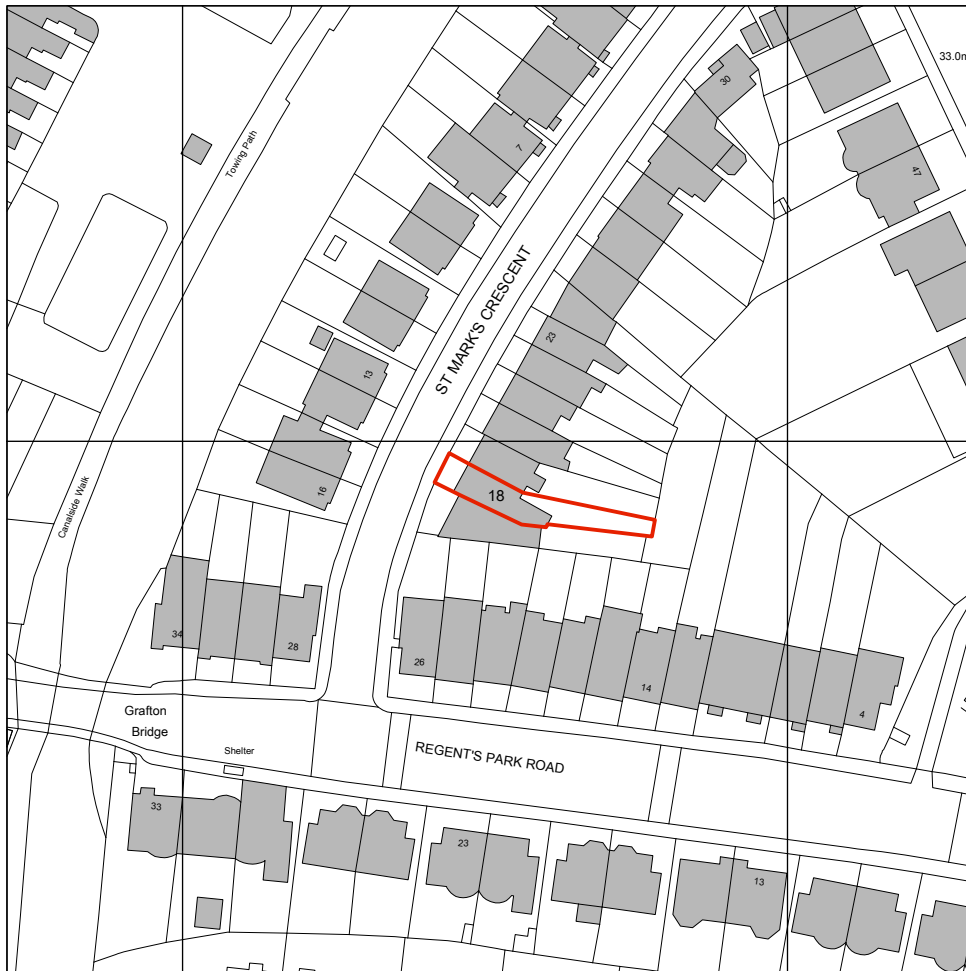 33.0m
30
Towing Path
7
47
ST MARK'S CRESCENT
23
13
16
18
Canalside Walk
34
28
26
14
4
Grafton
Bridge
Shelter
REGENT'S PARK ROAD
33
23
13